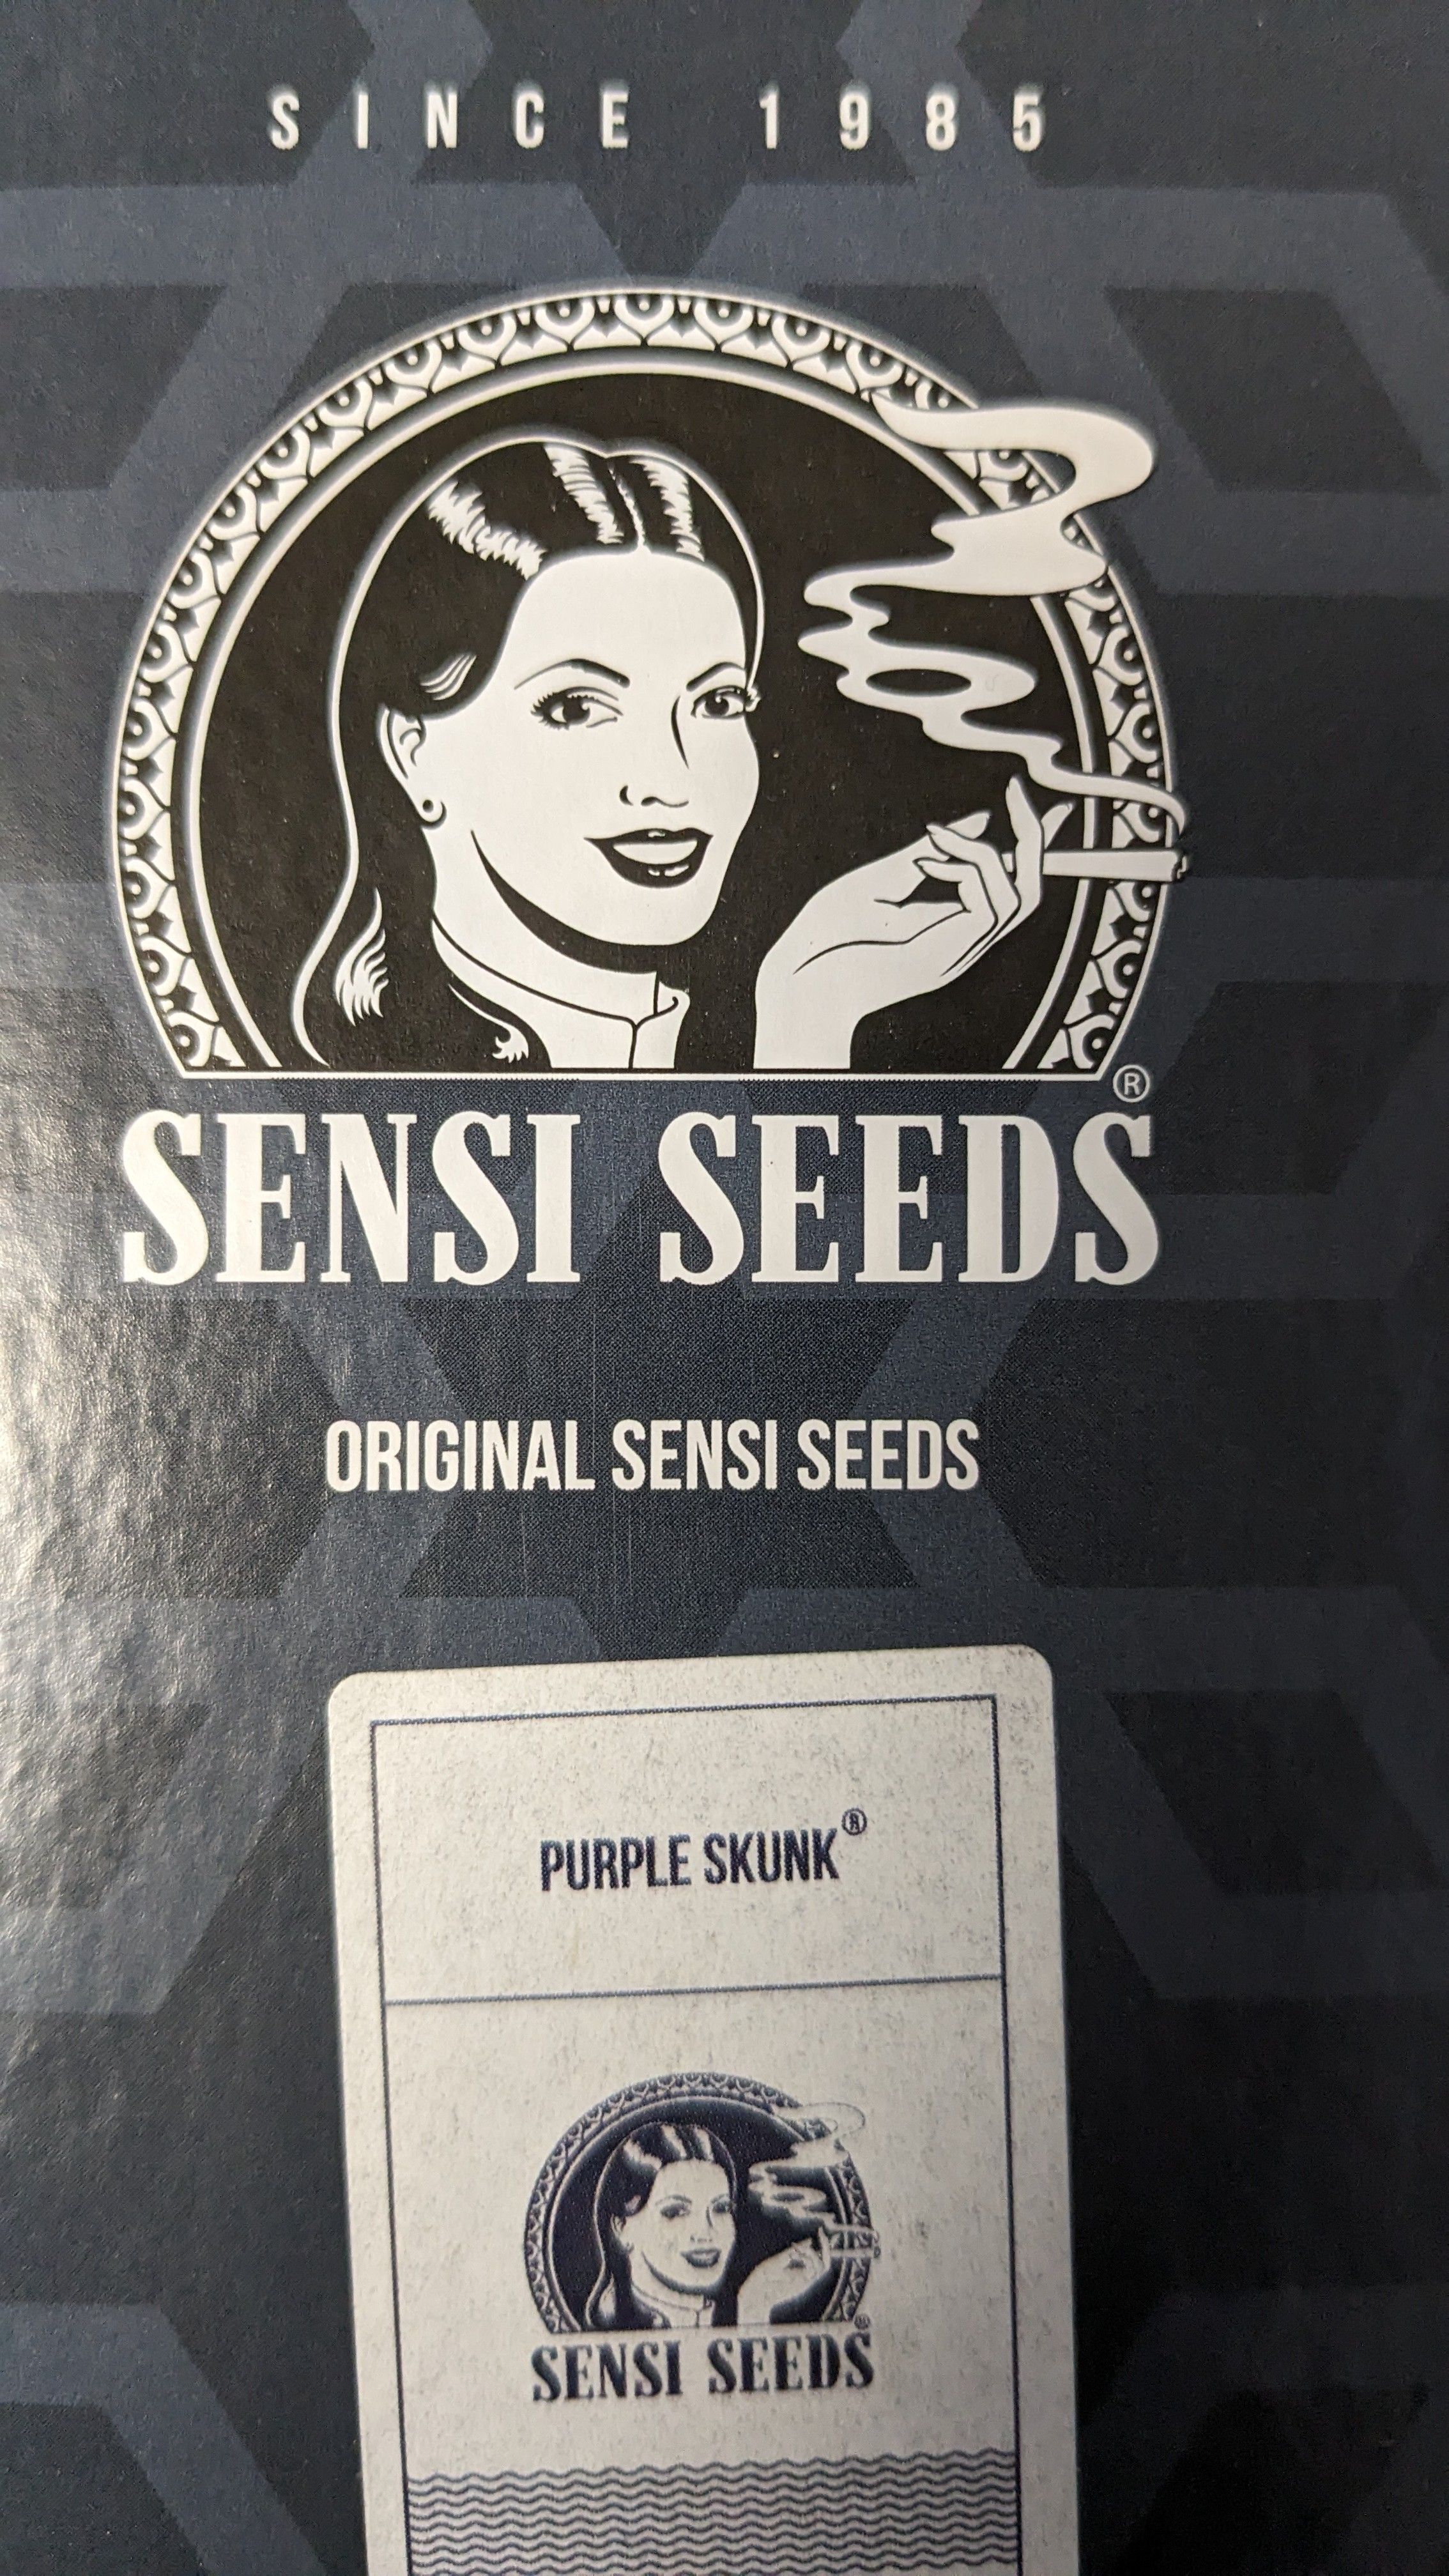 SINCE 1985
®
SENSI SEEDS
ORIGINAL SENSI SEEDS
PURPLE SKUNK®
®
SENSI SEEDS